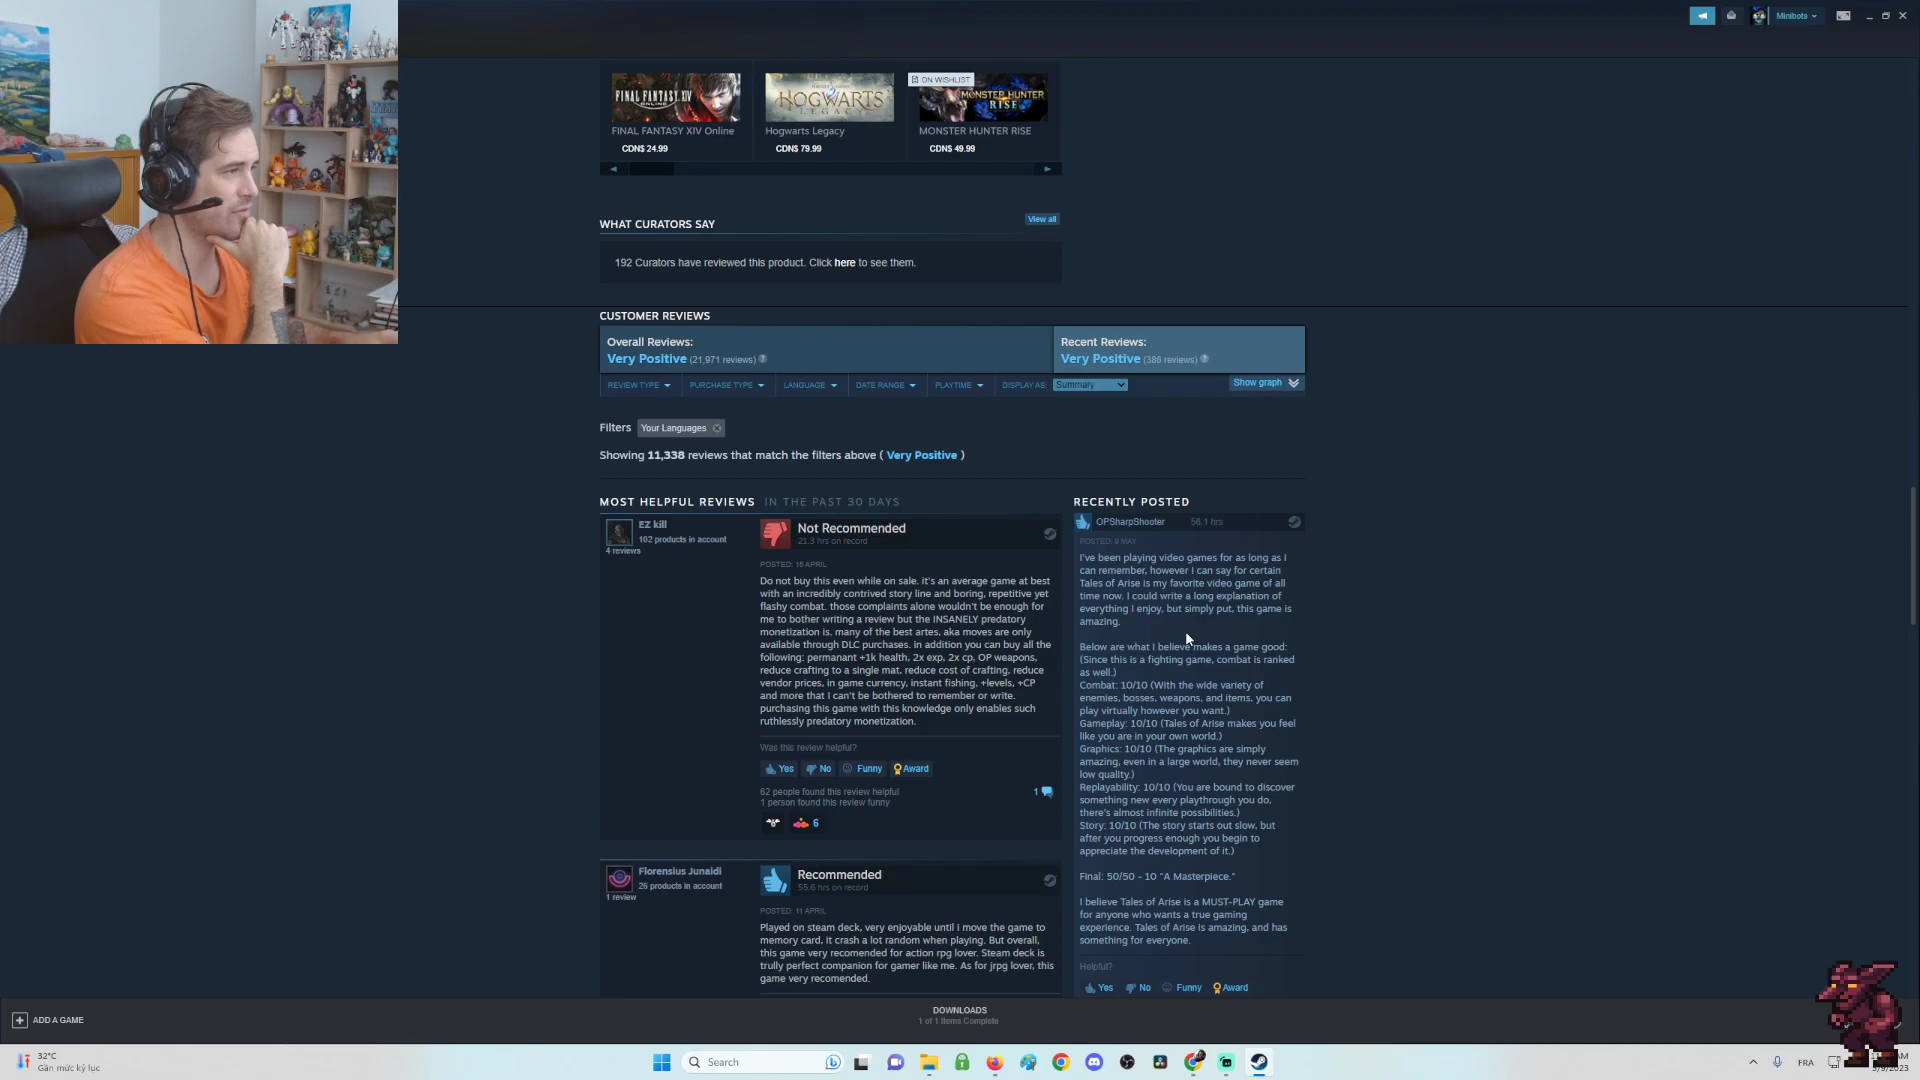 Minibots
FINAL FANTASY XIV
ONLINE
HOGWARTS
LEGACY
ON WISHLIST
MONSTER HUNTER
RISE
FINAL FANTASY XIV Online
Hogwarts Legacy
MONSTER HUNTER RISE
CDN$ 24.99
CDN$ 79.99
CDN$ 49.99
WHAT CURATORS SAY
View all
192 Curators have reviewed this product. Click here to see them.
CUSTOMER REVIEWS
Overall Reviews:
Very Positive (21,971 reviews)
Recent Reviews:
Very Positive (386 reviews)
REVIEW TYPE
PURCHASE TYPE
LANGUAGE
DATE RANGE
PLAYTIME
DISPLAY AS:
Summary
Show graph
Filters
Your Languages
Showing 11,338 reviews that match the filters above ( Very Positive )
MOST HELPFUL REVIEWS IN THE PAST 30 DAYS
EZ kill
102 products in account
4 reviews
Not Recommended
21.3 hrs on record
POSTED: 15 APRIL
Do not buy this even while on sale. it's an average game at best
with an incredibly contrived story line and boring, repetitive yet
flashy combat. those complaints alone wouldn't be enough for
me to bother writing a review but the INSANELY predatory
monetization is. many of the best artes, aka moves are only
available through DLC purchases. in addition you can buy all the
following: permanant +1k health, 2x exp, 2x cp, OP weapons,
reduce crafting to a single mat, reduce cost of crafting, reduce
vendor prices, in game currency, instant fishing, +levels, +CP
and more that I can't be bothered to remember or write.
purchasing this game with this knowledge only enables such
ruthlessly predatory monetization.
Was this review helpful?
Yes
No
Funny
Award
62 people found this review helpful
1 person found this review funny
1
6
Florensius Junaidi
26 products in account
1 review
Recommended
55.6 hrs on record
POSTED: 11 APRIL
Played on steam deck, very enjoyable until i move the game to
memory card, it crash a lot random when playing. But overall,
this game very recomended for action rpg lover. Steam deck is
trully perfect companion for gamer like me. As for jrpg lover, this
game very recomended.
RECENTLY POSTED
OPSharpShooter
56.1 hrs
POSTED: 9 MAY
I've been playing video games for as long as I
can remember, however I can say for certain
Tales of Arise is my favorite video game of all
time now. I could write a long explanation of
everything I enjoy, but simply put, this game is
amazing.
Below are what I believe makes a game good:
(Since this is a fighting game, combat is ranked
as well.)
Combat: 10/10 (With the wide variety of
enemies, bosses, weapons, and items, you can
play virtually however you want.)
Gameplay: 10/10 (Tales of Arise makes you feel
like you are in your own world.)
Graphics: 10/10 (The graphics are simply
amazing, even in a large world, they never seem
low quality.)
Replayability: 10/10 (You are bound to discover
something new every playthrough you do,
there's almost infinite possibilities.)
Story: 10/10 (The story starts out slow, but
after you progress enough you begin to
appreciate the development of it.)
Final: 50/50 - 10 "A Masterpiece."
I believe Tales of Arise is a MUST-PLAY game
for anyone who wants a true gaming
experience. Tales of Arise is amazing, and has
something for everyone.
Helpful?
Yes
No
Funny
Award
ADD A GAME
DOWNLOADS
1 of 1 Items Complete
32°C
Gần mức kỷ lục
Search
FRA